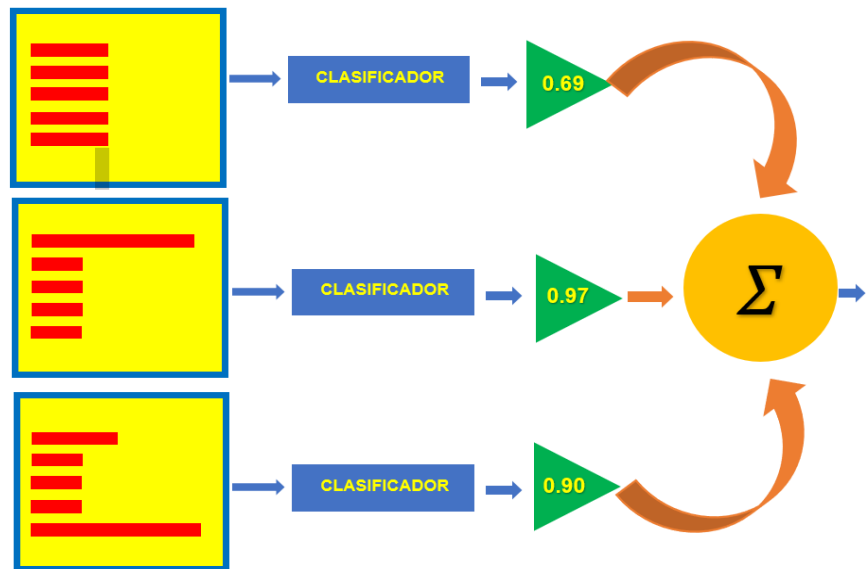 CLASIFICADOR
0.69
CLASIFICADOR
0.97
Σ
CLASIFICADOR
0.90